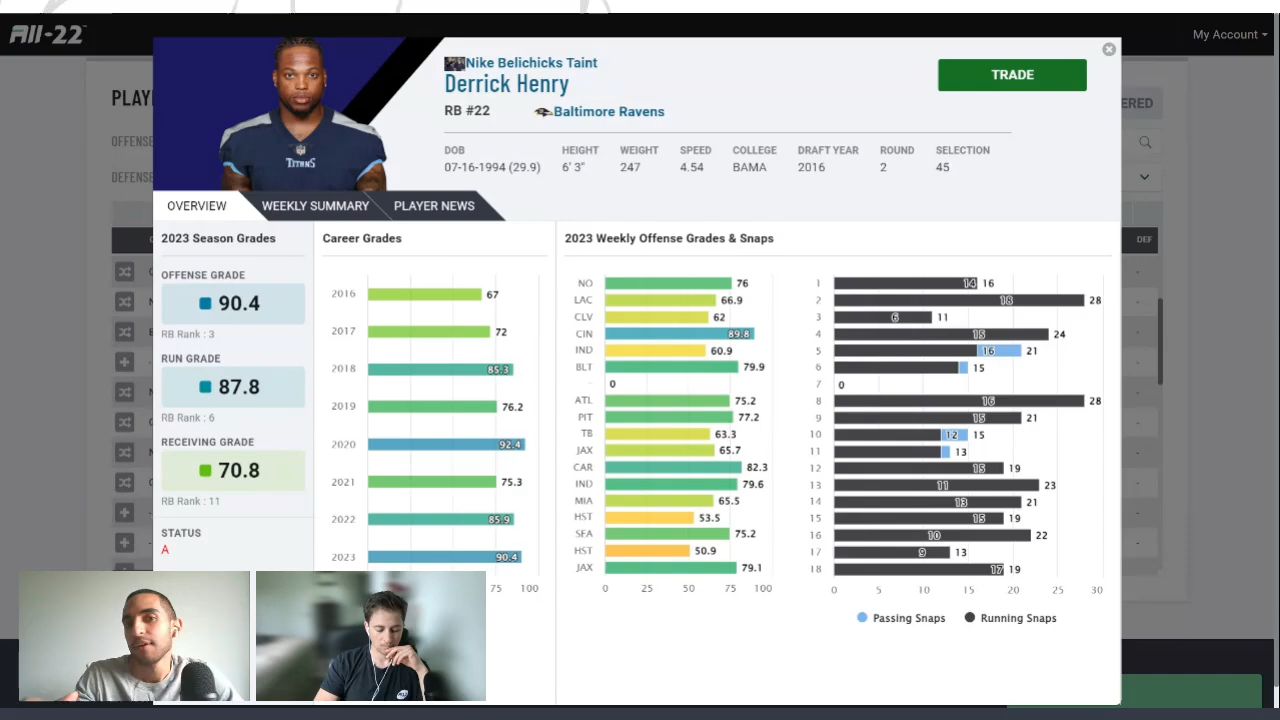 All-22
My Account
PLAY
ERED
OFFENSE
DEFENSE
DEF
Nike Belichicks Taint
Derrick Henry
RB #22 Baltimore Ravens
TRADE
DOB HEIGHT WEIGHT SPEED COLLEGE DRAFT YEAR ROUND SELECTION
07-16-1994 (29.9) 6' 3" 247 4.54 BAMA 2016 2 45
TITANS
OVERVIEW WEEKLY SUMMARY PLAYER NEWS
2023 Season Grades
OFFENSE GRADE
90.4
RB Rank : 3
RUN GRADE
87.8
RB Rank : 6
RECEIVING GRADE
70.8
RB Rank : 11
STATUS
A
Career Grades
2016 67
2017 72
2018 85.3
2019 76.2
2020 92.4
2021 75.3
2022 85.9
2023 90.4
75 100
2023 Weekly Offense Grades & Snaps
NO 76
LAC 66.9
CLV 62
CIN 89.8
IND 60.9
BLT 79.9
- 0
ATL 75.2
PIT 77.2
TB 63.3
JAX 65.7
CAR 82.3
IND 79.6
MIA 65.5
HST 53.5
SEA 75.2
HST 50.9
JAX 79.1
0 25 50 75 100
1 14 16
2 18 28
3 6 11
4 15 24
5 16 21
6 15
7 0
8 16 28
9 15 21
10 12 15
11 13
12 15 19
13 11 23
14 13 21
15 15 19
16 10 22
17 9 13
18 17 19
0 5 10 15 20 25 30
Passing Snaps Running Snaps